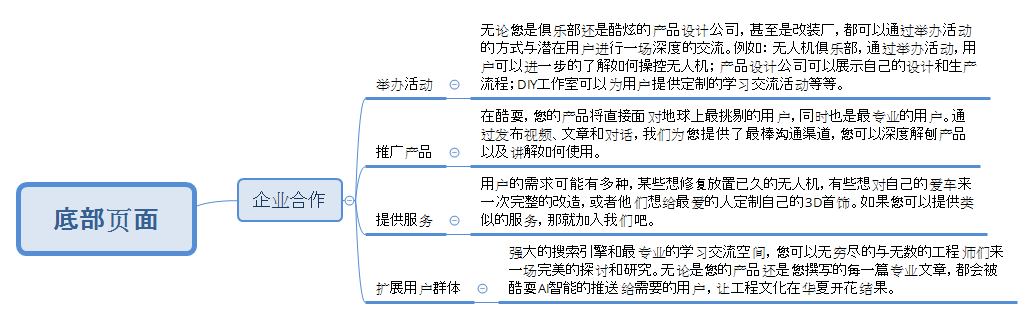 底部页面
企业合作
举办活动
无论您是俱乐部还是酷炫的产品设计公司，甚至是改装厂，都可以通过举办活动
的方式与潜在用户进行一场深度的交流。例如：无人机俱乐部，通过举办活动，用
户可以进一步的了解如何操控无人机；产品设计公司可以展示自己的设计和生产
流程；DIY工作室可以为用户提供定制的学习交流活动等等。
推广产品
在酷耍，您的产品将直接面对地球上最挑剔的用户，同时也是最专业的用户。通
过发布视频、文章和对话，我们为您提供了最棒沟通渠道，您可以深度解刨产品
以及讲解如何使用。
提供服务
用户的需求可能有多种，某些想修复放置已久的无人机，有些想对自己的爱车来
一次完整的改造，或者他们想给最爱的人定制自己的3D首饰。如果您可以提供类
似的服务，那就加入我们吧。
扩展用户群体
强大的搜索引擎和最专业的学习交流空间，您可以无穷尽的与无数的工程师们来
一场完美的探讨和研究。无论是您的产品还是您撰写的每一篇专业文章，都会被
酷耍AI智能的推送给需要的用户，让工程文化在华夏开花结果。